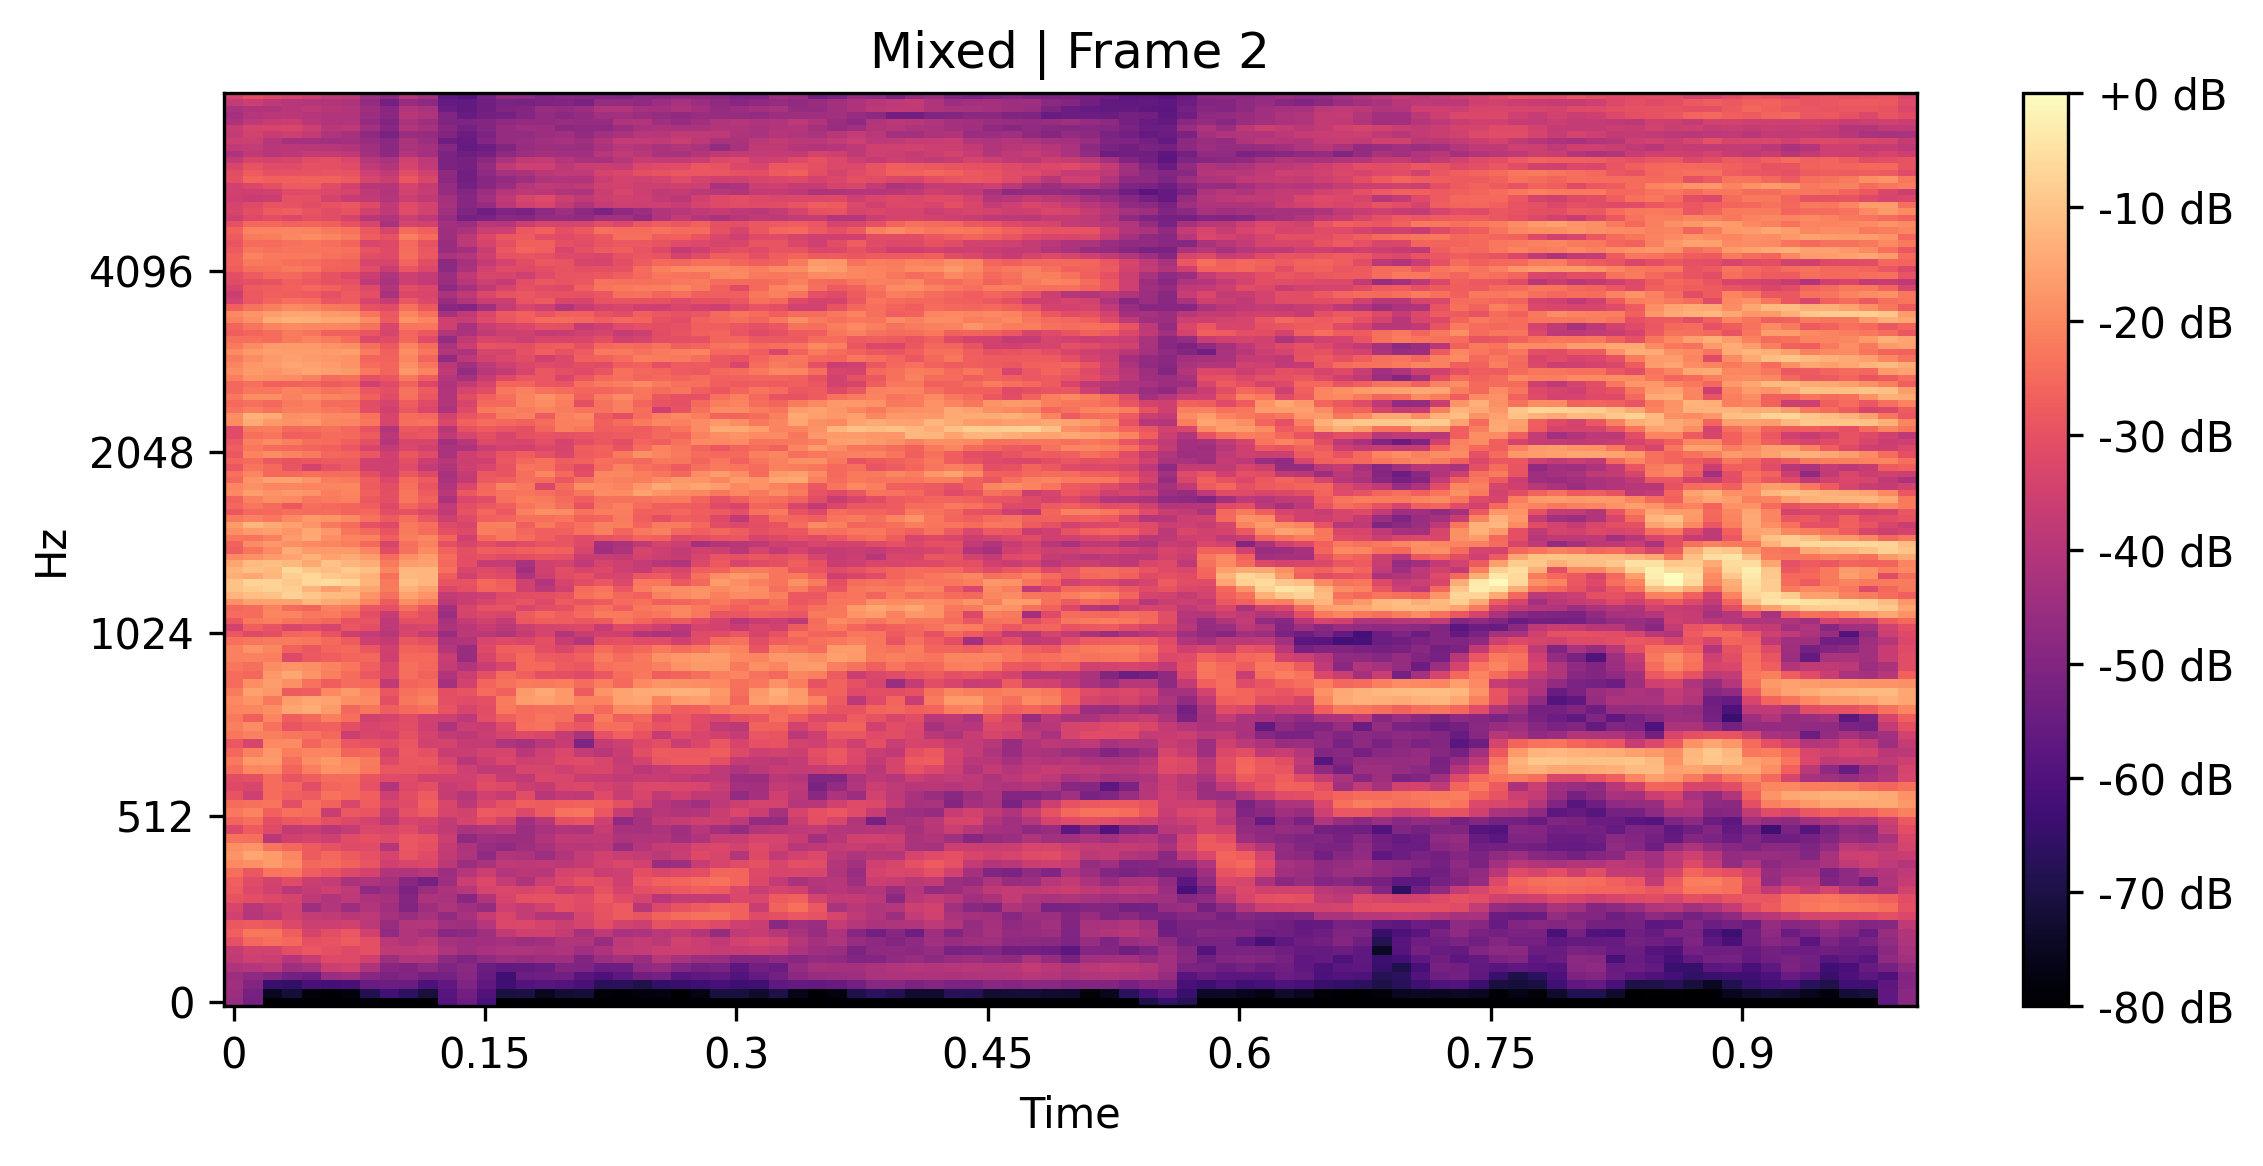 Mixed | Frame 2
+0 dB
-10 dB
-20 dB
-30 dB
-40 dB
-50 dB
-60 dB
-70 dB
-80 dB
Hz
4096
2048
1024
512
0
0 0.15 0.3 0.45 0.6 0.75 0.9
Time